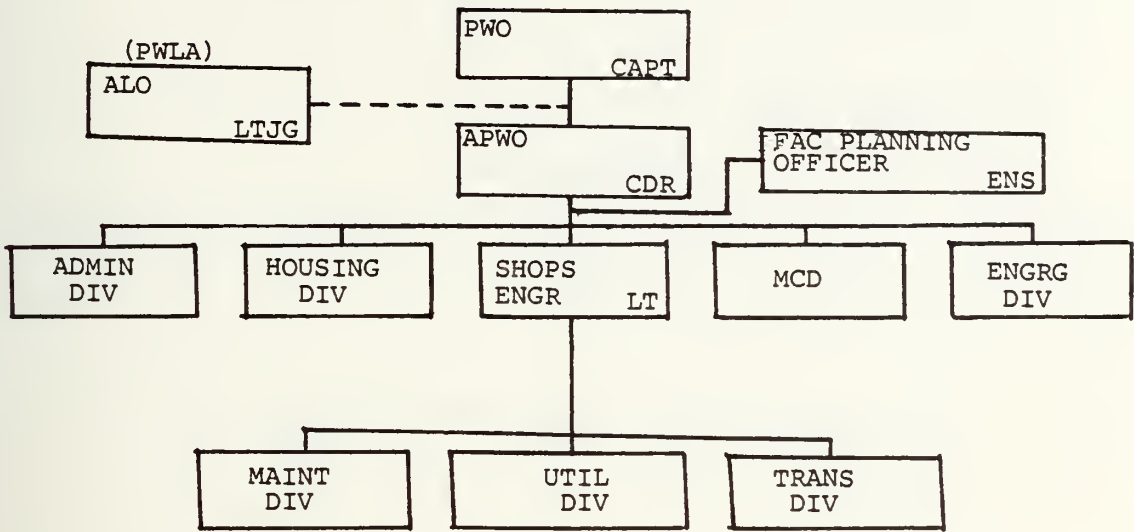 PWO
CAPT
(PWLA)
ALO
LTJG
APWO
CDR
FAC PLANNING
OFFICER
ENS
ADMIN
DIV
HOUSING
DIV
SHOPS
ENGR
LT
MCD
ENGRG
DIV
MAINT
DIV
UTIL
DIV
TRANS
DIV